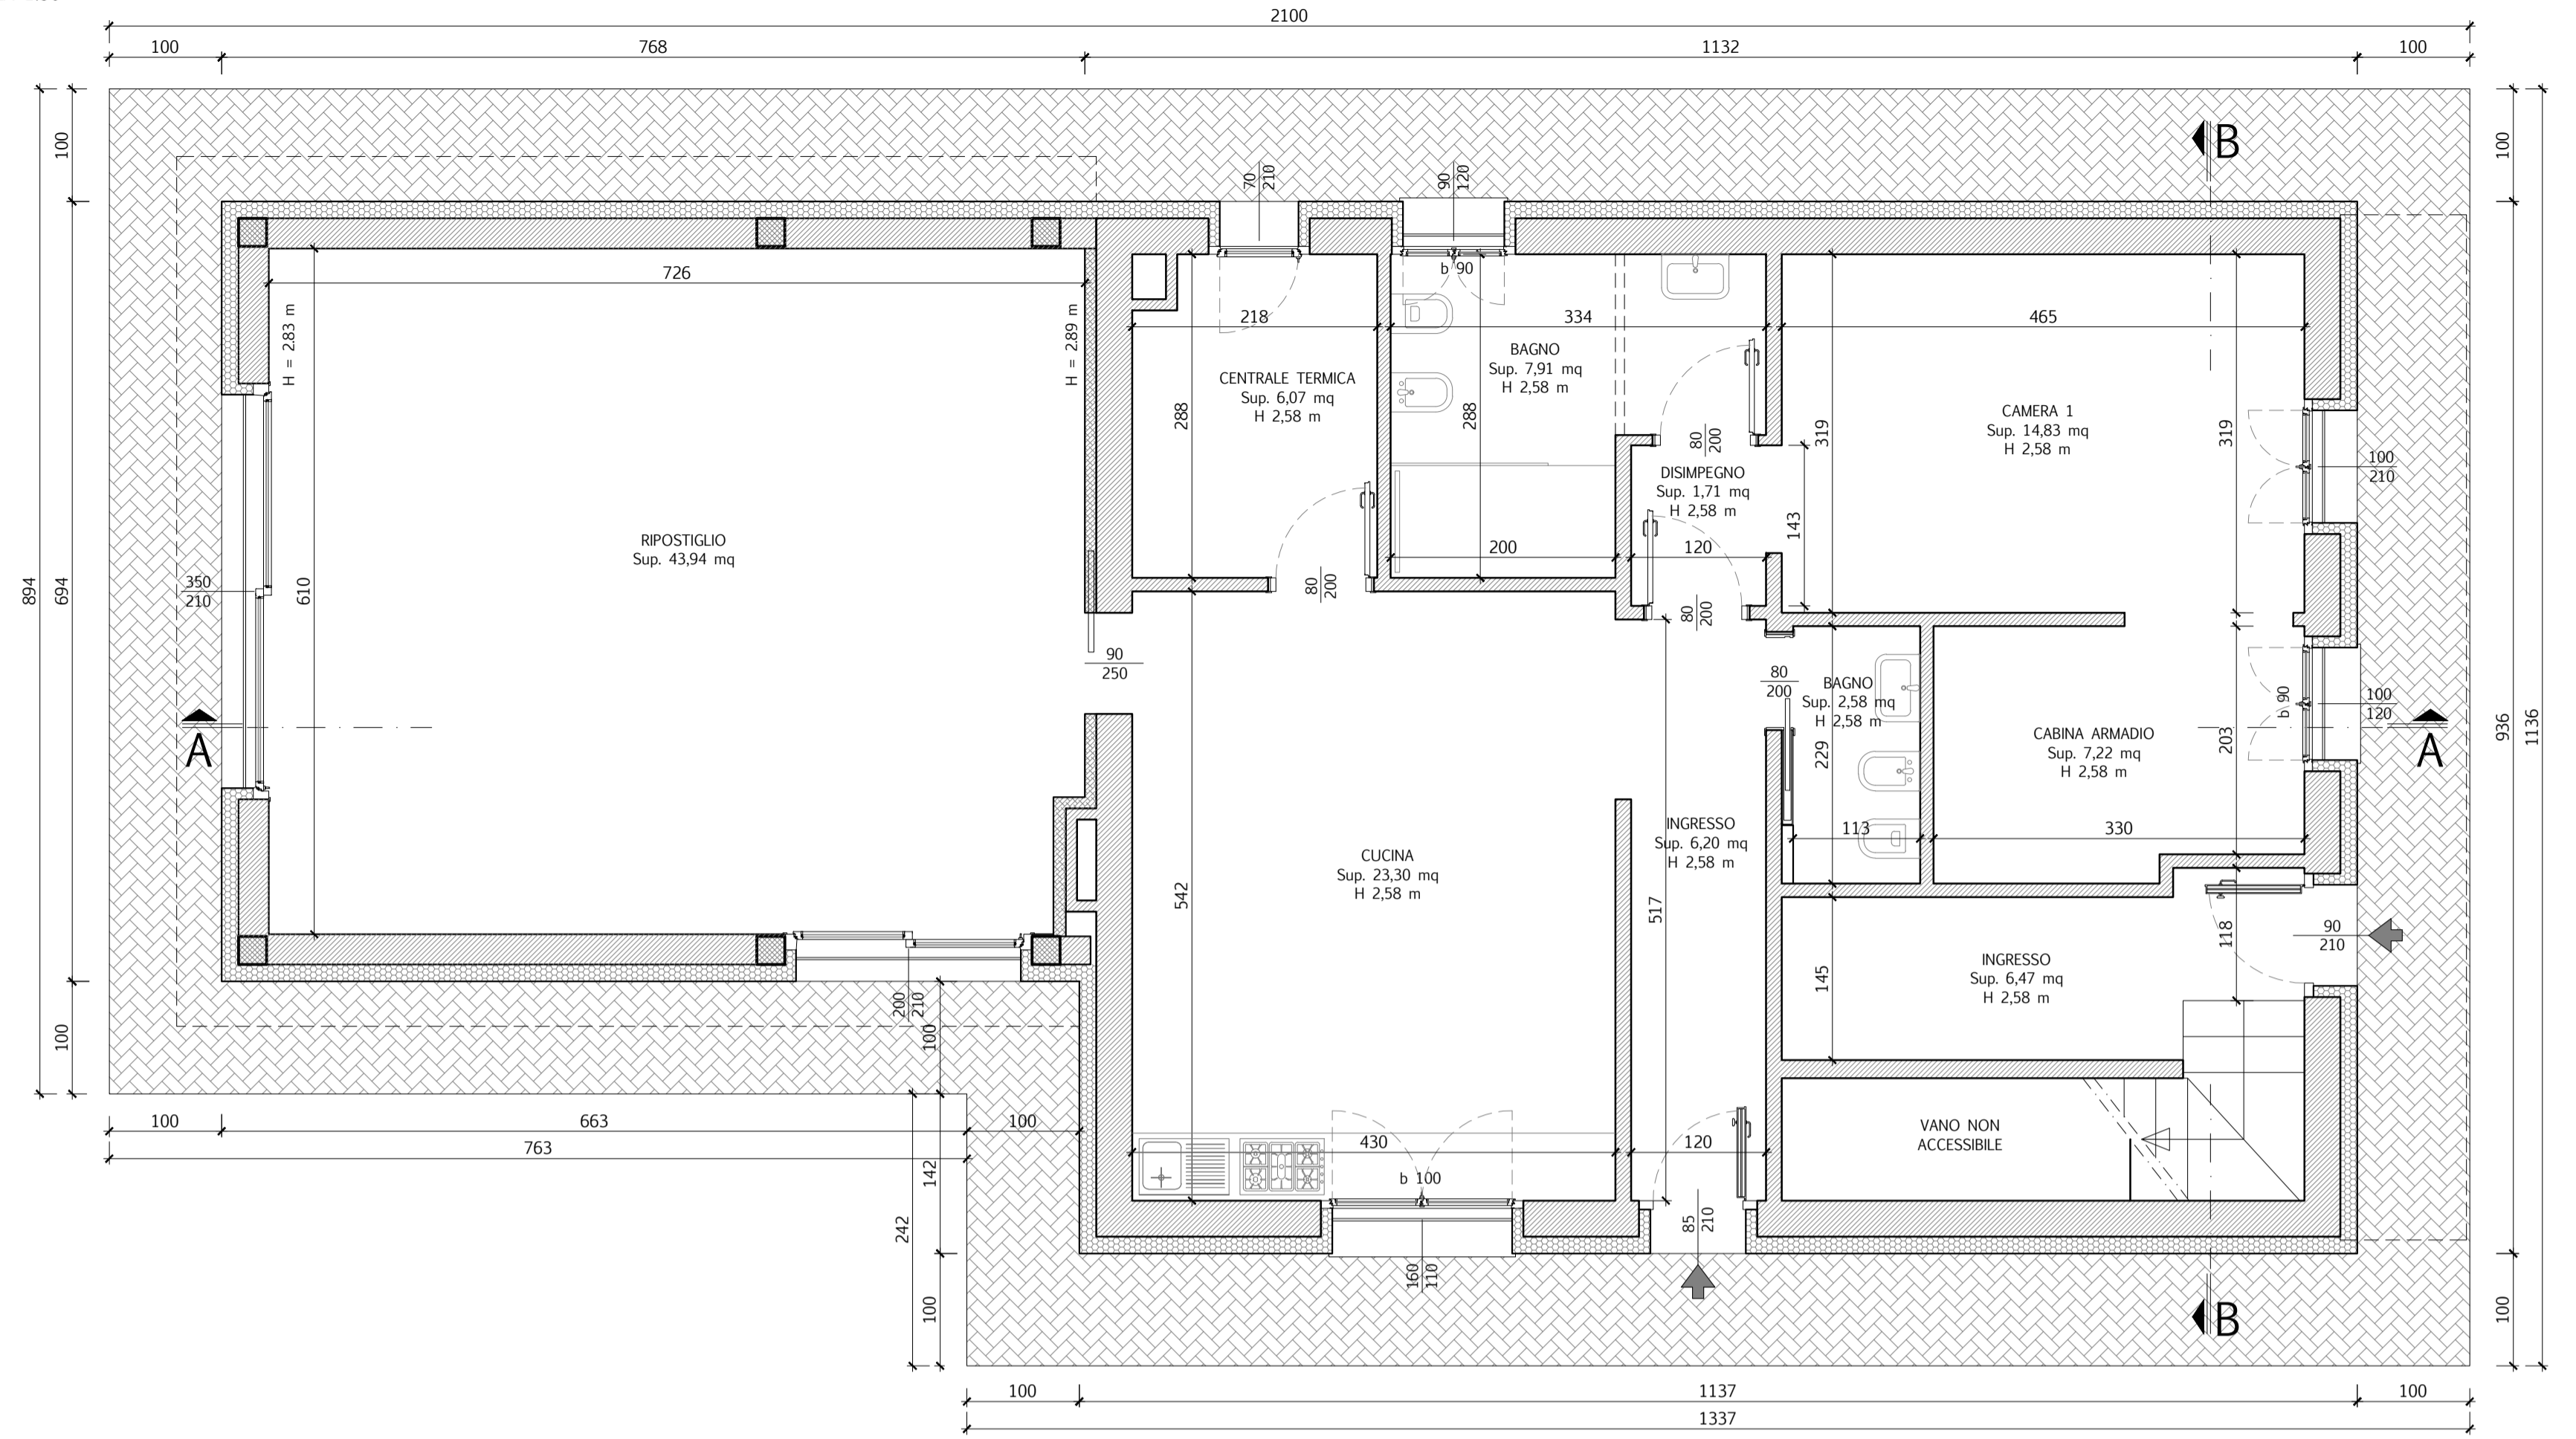 2100
100
768
1132
100
894
694
100
100
936
1136
100
100
B
70
210
90
120
b 90
726
H = 2.83 m
H = 2.89 m
610
RIPOSTIGLIO
Sup. 43,94 mq
350
210
A
218
288
CENTRALE TERMICA
Sup. 6,07 mq
H 2,58 m
80
200
334
288
BAGNO
Sup. 7,91 mq
H 2,58 m
200
80
200
DISIMPEGNO
Sup. 1,71 mq
H 2,58 m
143
120
80
200
465
319
319
CAMERA 1
Sup. 14,83 mq
H 2,58 m
100
210
90
250
80
200
BAGNO
Sup. 2,58 mq
H 2,58 m
229
113
CABINA ARMADIO
Sup. 7,22 mq
H 2,58 m
203
b 90
100
120
A
330
CUCINA
Sup. 23,30 mq
H 2,58 m
542
517
INGRESSO
Sup. 6,20 mq
H 2,58 m
145
INGRESSO
Sup. 6,47 mq
H 2,58 m
118
90
210
200
210
100
VANO NON
ACCESSIBILE
430
b 100
120
85
210
160
110
100
663
100
763
142
242
100
B
100
1137
100
1337